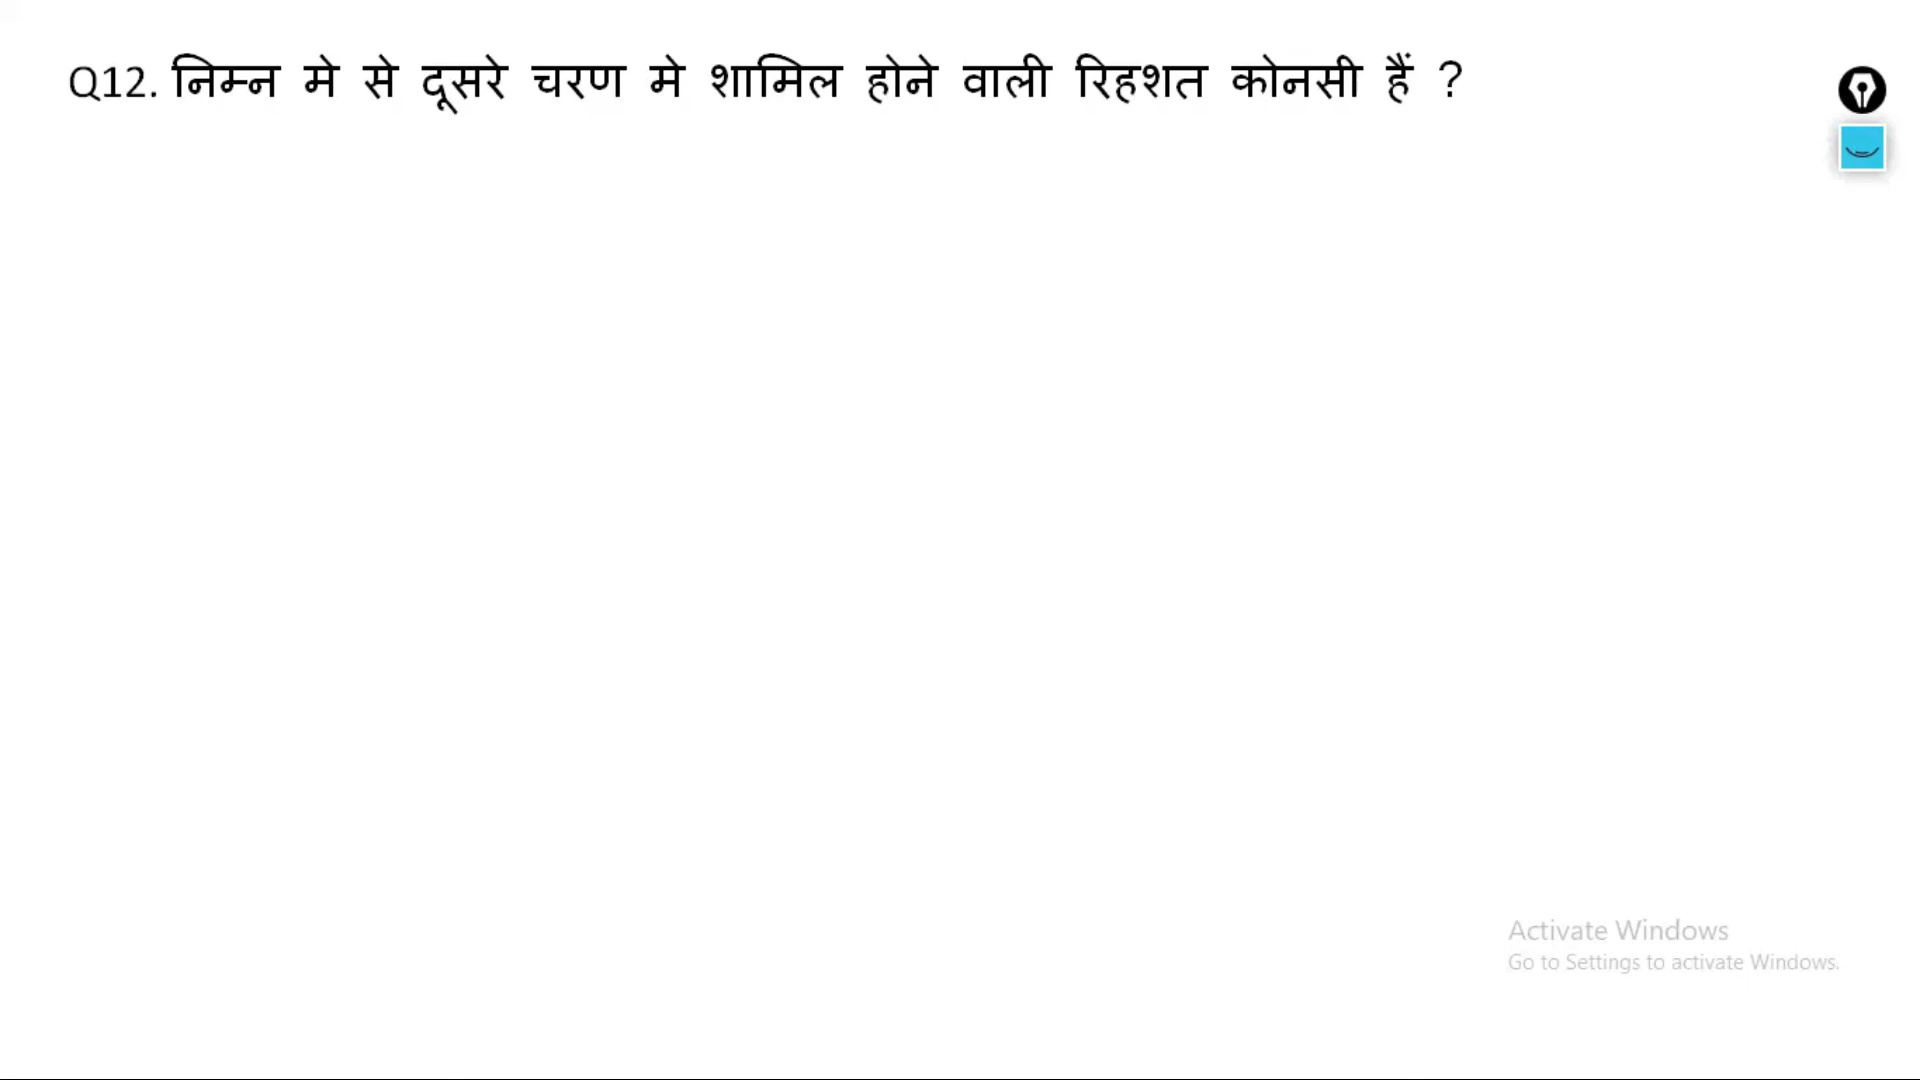 Q12. निम्न मे से दूसरे चरण मे शामिल होने वाली रिहशत कोनसी हैं ?
Activate Windows
Go to Settings to activate Windows.